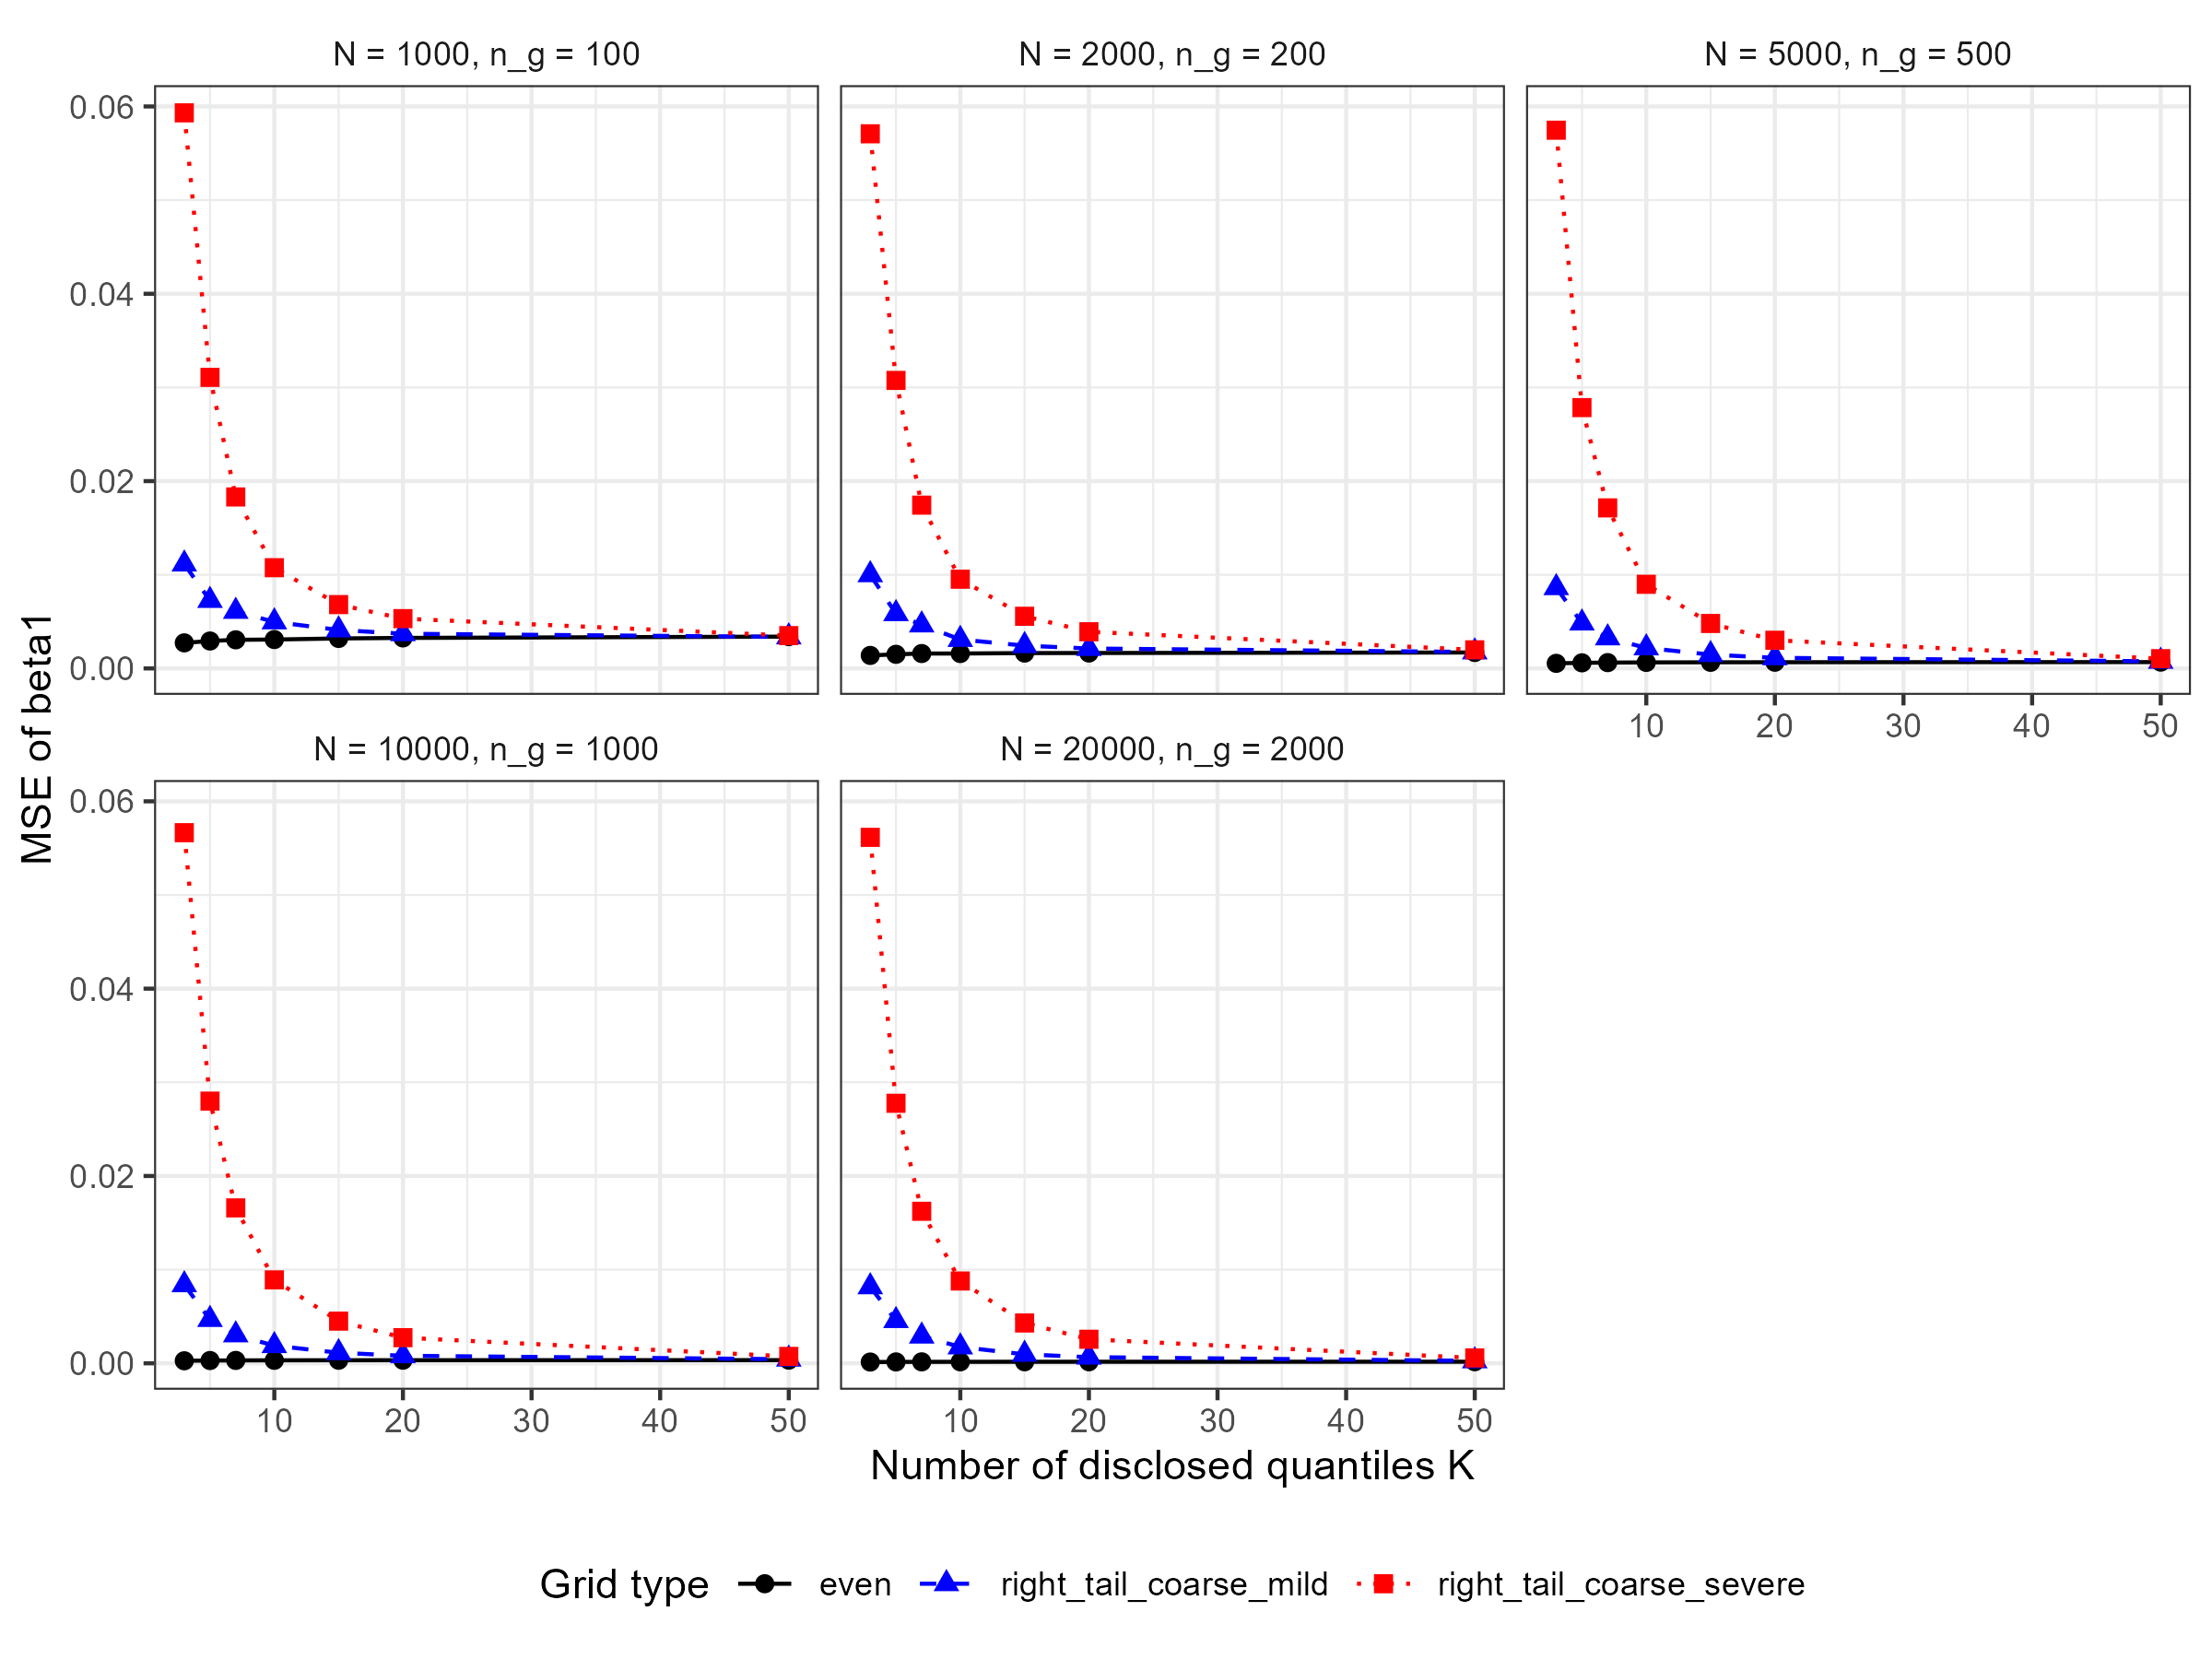 N = 1000, n_g = 100
N = 2000, n_g = 200
N = 5000, n_g = 500
0.06
0.04
0.02
0.00
10 20 30 40 50
MSE of beta1
N = 10000, n_g = 1000
N = 20000, n_g = 2000
0.06
0.04
0.02
0.00
10 20 30 40 50
10 20 30 40 50
Number of disclosed quantiles K
Grid type even right_tail_coarse_mild right_tail_coarse_severe